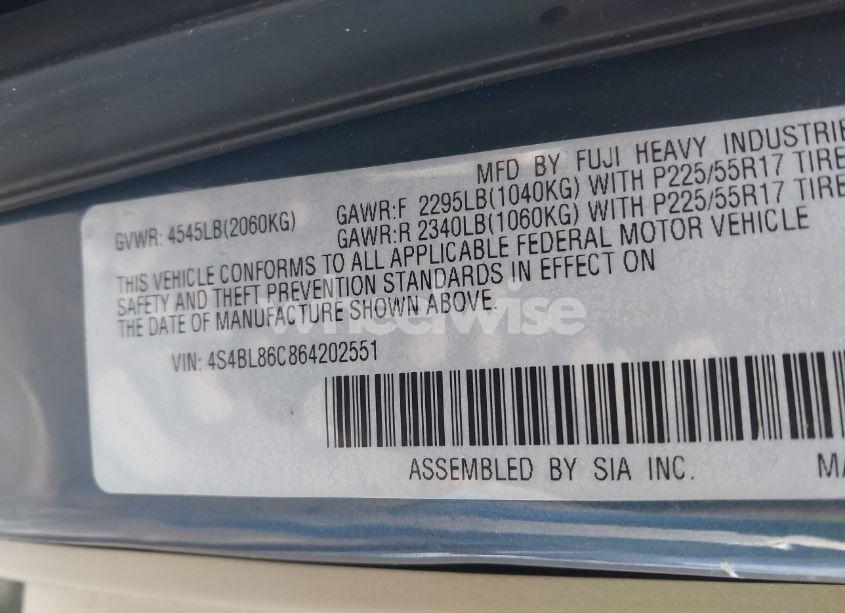 MFD BY FUJI HEAVY INDUSTRIE
GVWR: 4545LB(2060KG) GAWR:F 2295LB(1040KG) WITH P225/55R17 TIRE
GAWR:R 2340LB(1060KG) WITH P225/55R17 TIRE
THIS VEHICLE CONFORMS TO ALL APPLICABLE FEDERAL MOTOR VEHICLE
SAFETY AND THEFT PREVENTION STANDARDS IN EFFECT ON
THE DATE OF MANUFACTURE SHOWN ABOVE.
wheelwise
VIN: 4S4BL86C864202551
ASSEMBLED BY SIA INC. MA